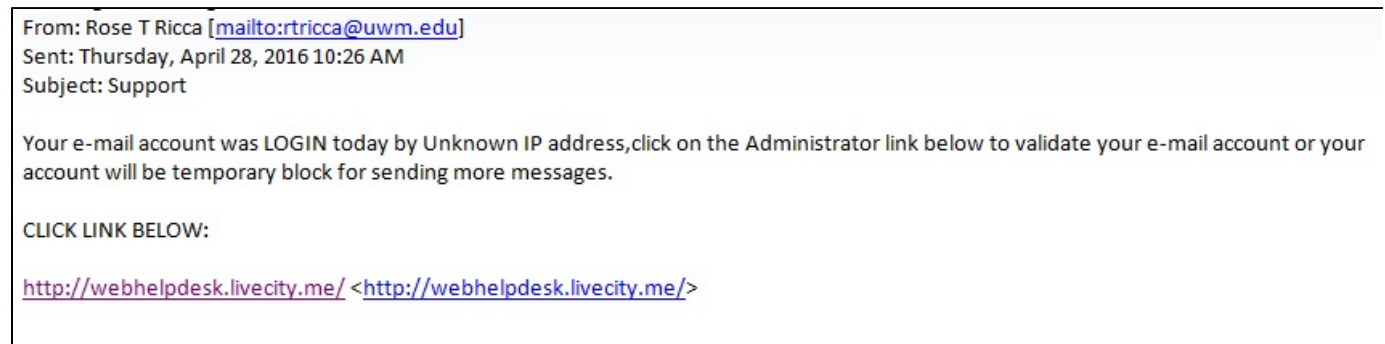 From: Rose T Ricca [mailto:rtricca@uwm.edu]
Sent: Thursday, April 28, 2016 10:26 AM
Subject: Support
Your e-mail account was LOGIN today by Unknown IP address,click on the Administrator link below to validate your e-mail account or your
account will be temporary block for sending more messages.
CLICK LINK BELOW:
http://webhelpdesk.livecity.me/ <http://webhelpdesk.livecity.me/>